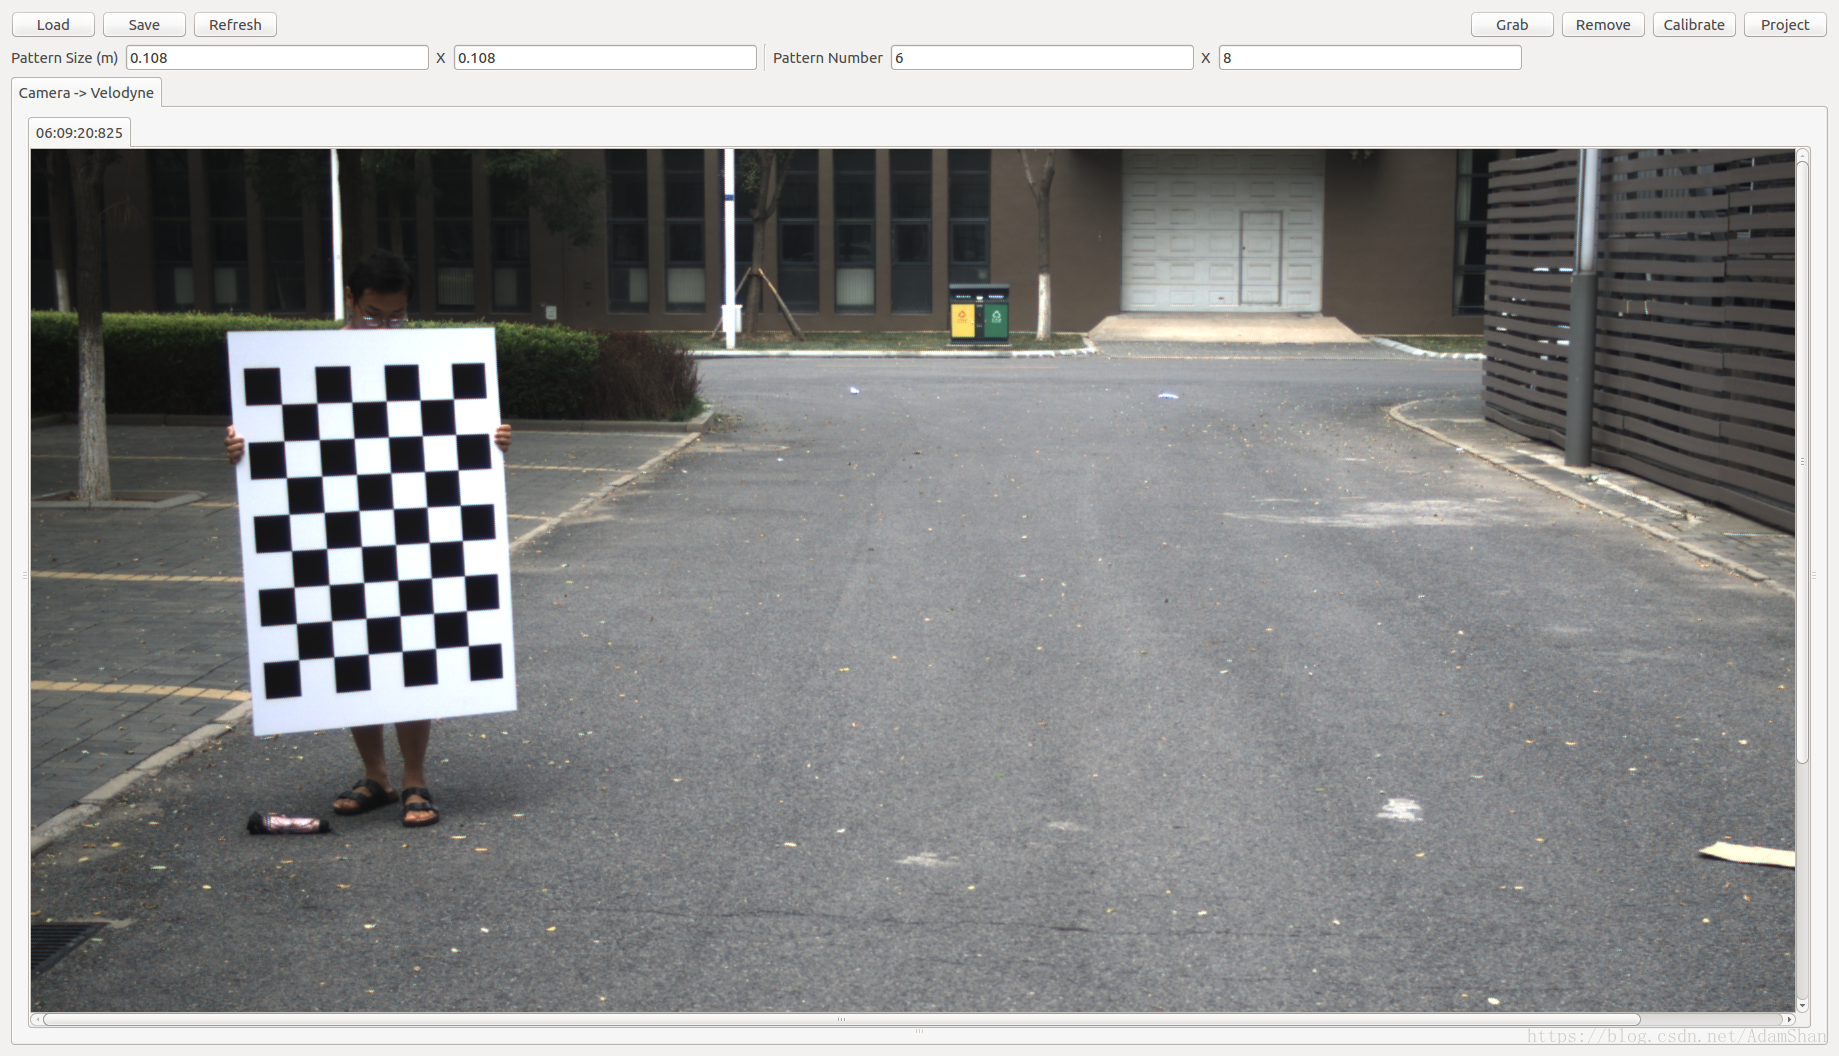 Load Save Refresh Grab Remove Calibrate Project
Pattern Size (m) 0.108 X 0.108 Pattern Number 6 X 8
Camera -> Velodyne
06:09:20:825
https://blog.csdn.net/AdamShan